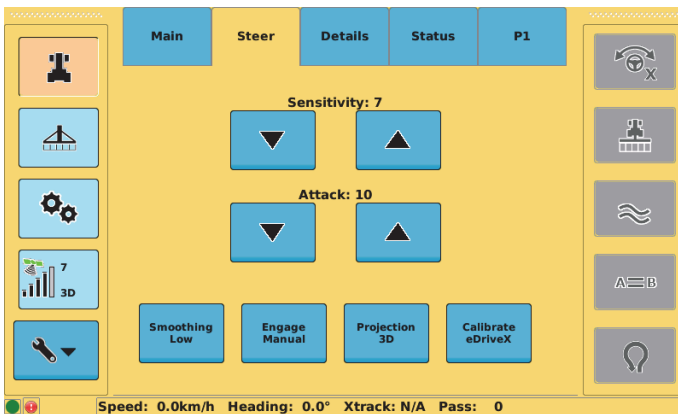 Main
Steer
Details
Status
P1
Sensitivity: 7
Attack: 10
7
3D
Smoothing
Low
Engage
Manual
Projection
3D
Calibrate
eDriveX
X
A=B
Speed: 0.0km/h Heading: 0.0° Xtrack: N/A Pass: 0